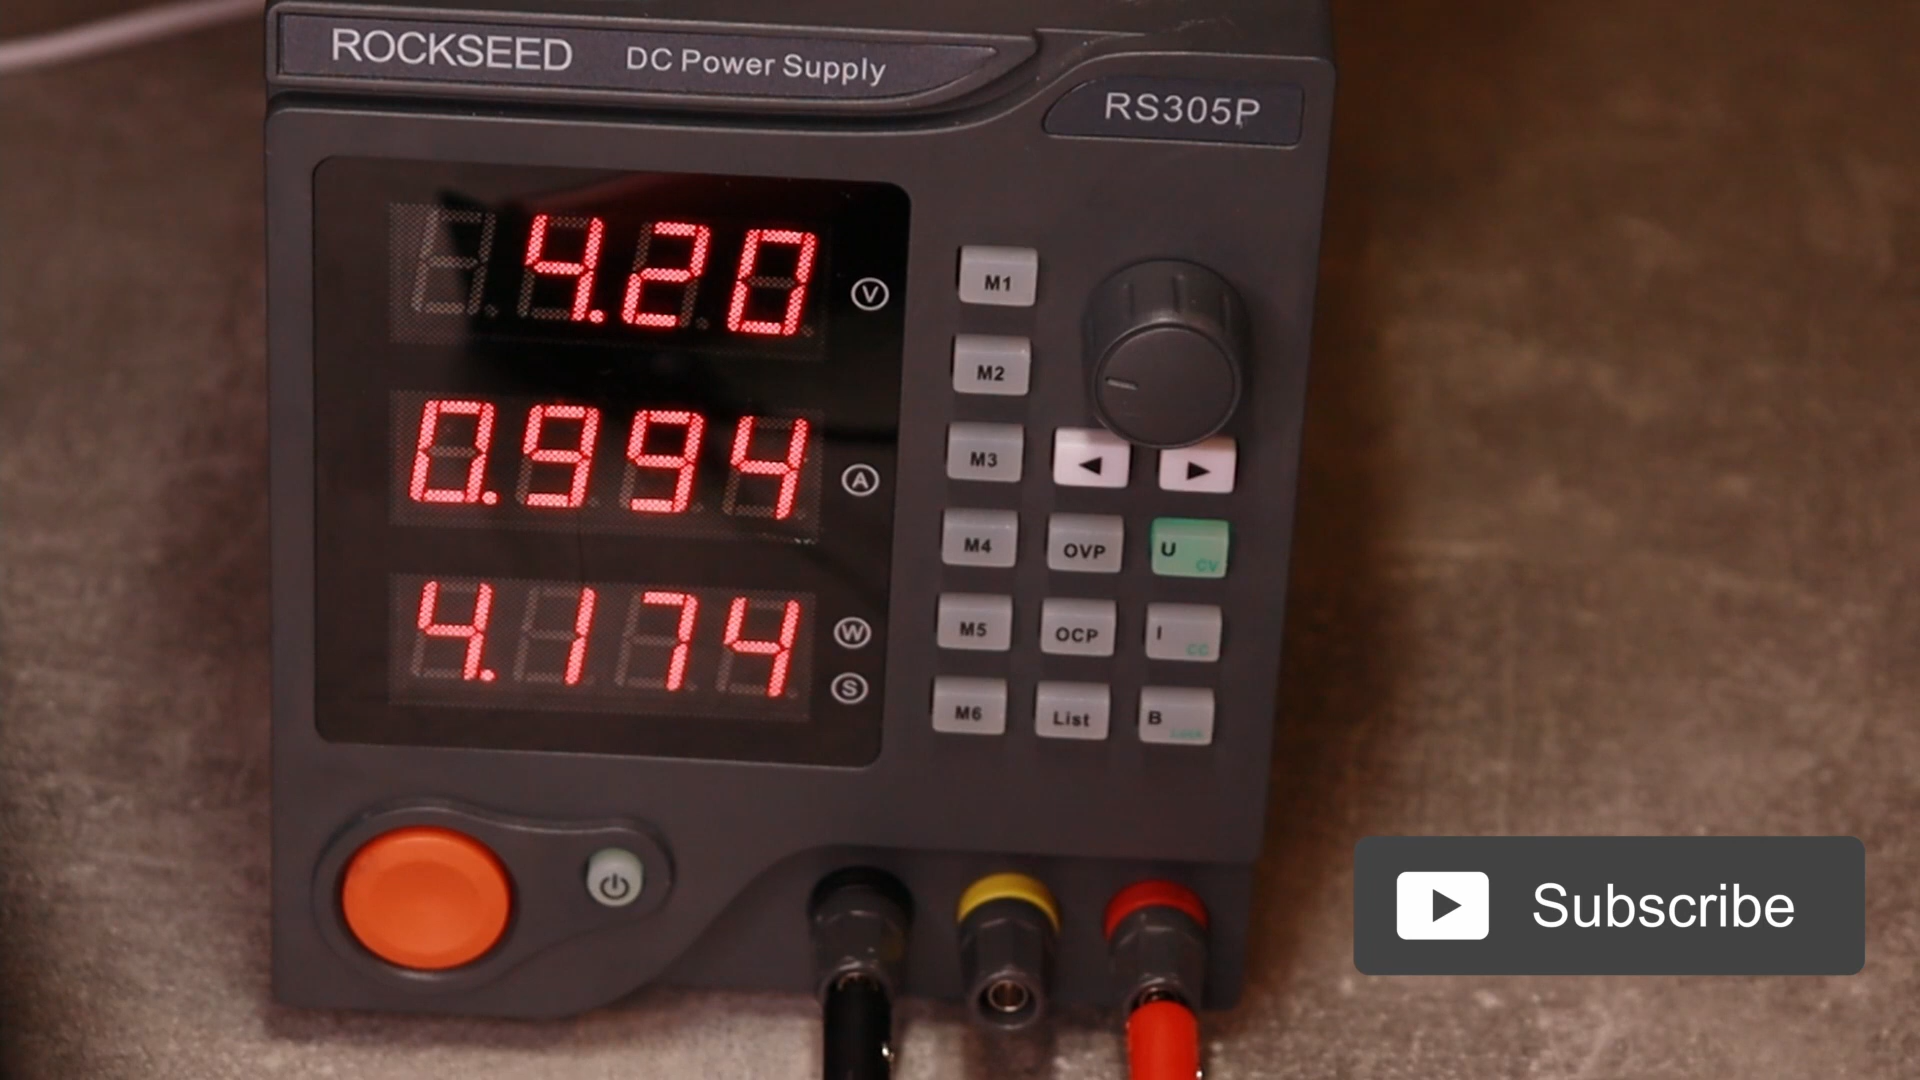 ROCKSEED DC Power Supply
RS305P
4.20 V
0.994 A
4.174 W
S
M1
M2
M3 ◀ ▶
M4 OVP U CV
M5 OCP I CC
M6 List B
Subscribe